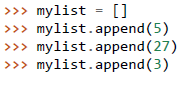 >>> mylist = []
>>> mylist.append(5)
>>> mylist.append(27)
>>> mylist.append(3)